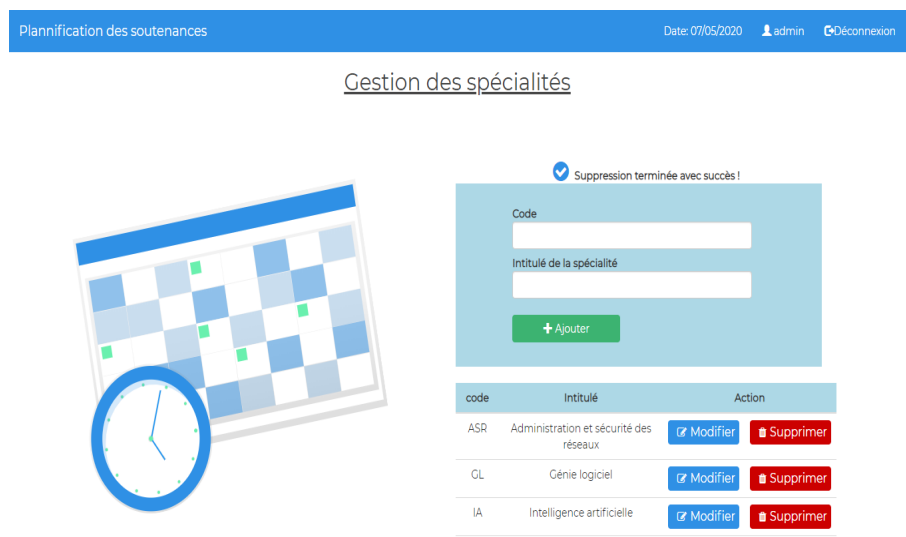 Plannification des soutenances
Date: 07/05/2020 admin Déconnexion
Gestion des spécialités
Suppression terminée avec succès !
Code
Intitulé de la spécialité
Ajouter
code Intitulé Action
ASR Administration et sécurité des réseaux Modifier Supprimer
GL Génie logiciel Modifier Supprimer
IA Intelligence artificielle Modifier Supprimer